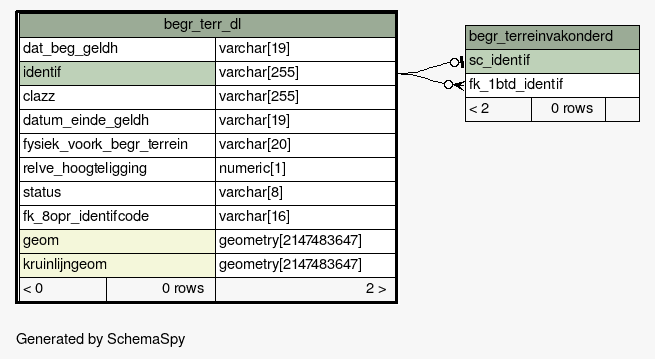 begr_terr_dl
dat_beg_geldh varchar[19]
identif varchar[255]
clazz varchar[255]
datum_einde_geldh varchar[19]
fysiek_voork_begr_terrein varchar[20]
relve_hoogteligging numeric[1]
status varchar[8]
fk_8opr_identifcode varchar[16]
geom geometry[2147483647]
kruinlijngeom geometry[2147483647]
< 0 0 rows 2 >
begr_terreinvakonderd
sc_identif
fk_1btd_identif
< 2 0 rows
Generated by SchemaSpy